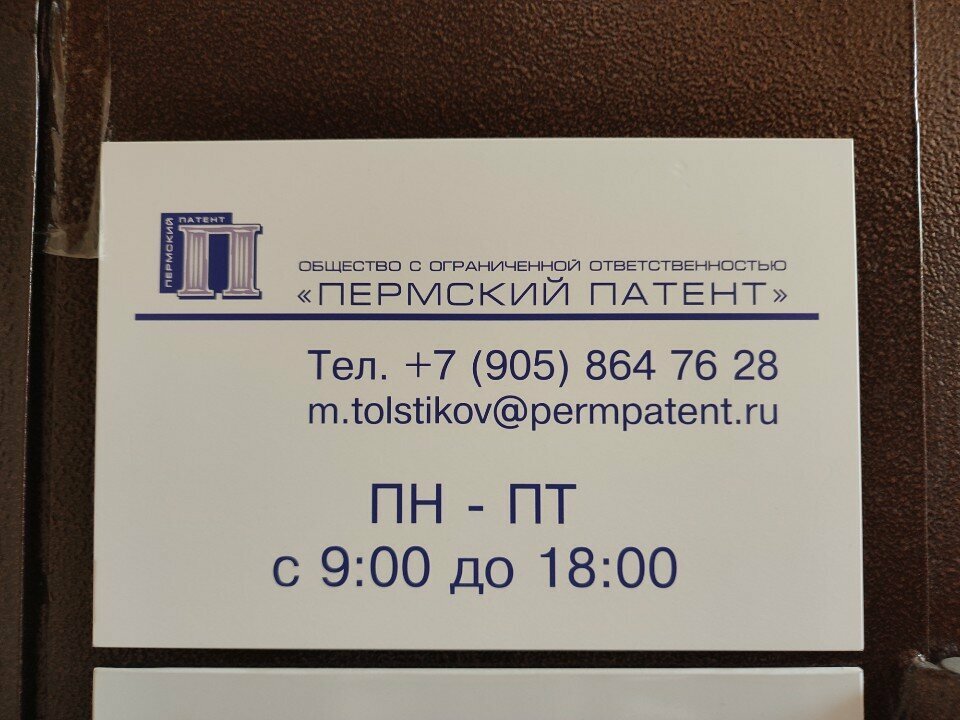 ПЕРМСКИЙ
ПАТЕНТ
ОБЩЕСТВО С ОГРАНИЧЕННОЙ ОТВЕТСТВЕННОСТЬЮ
«ПЕРМСКИЙ ПАТЕНТ»
Тел. +7 (905) 864 76 28
m.tolstikov@permpatent.ru
ПН - ПТ
с 9:00 до 18:00